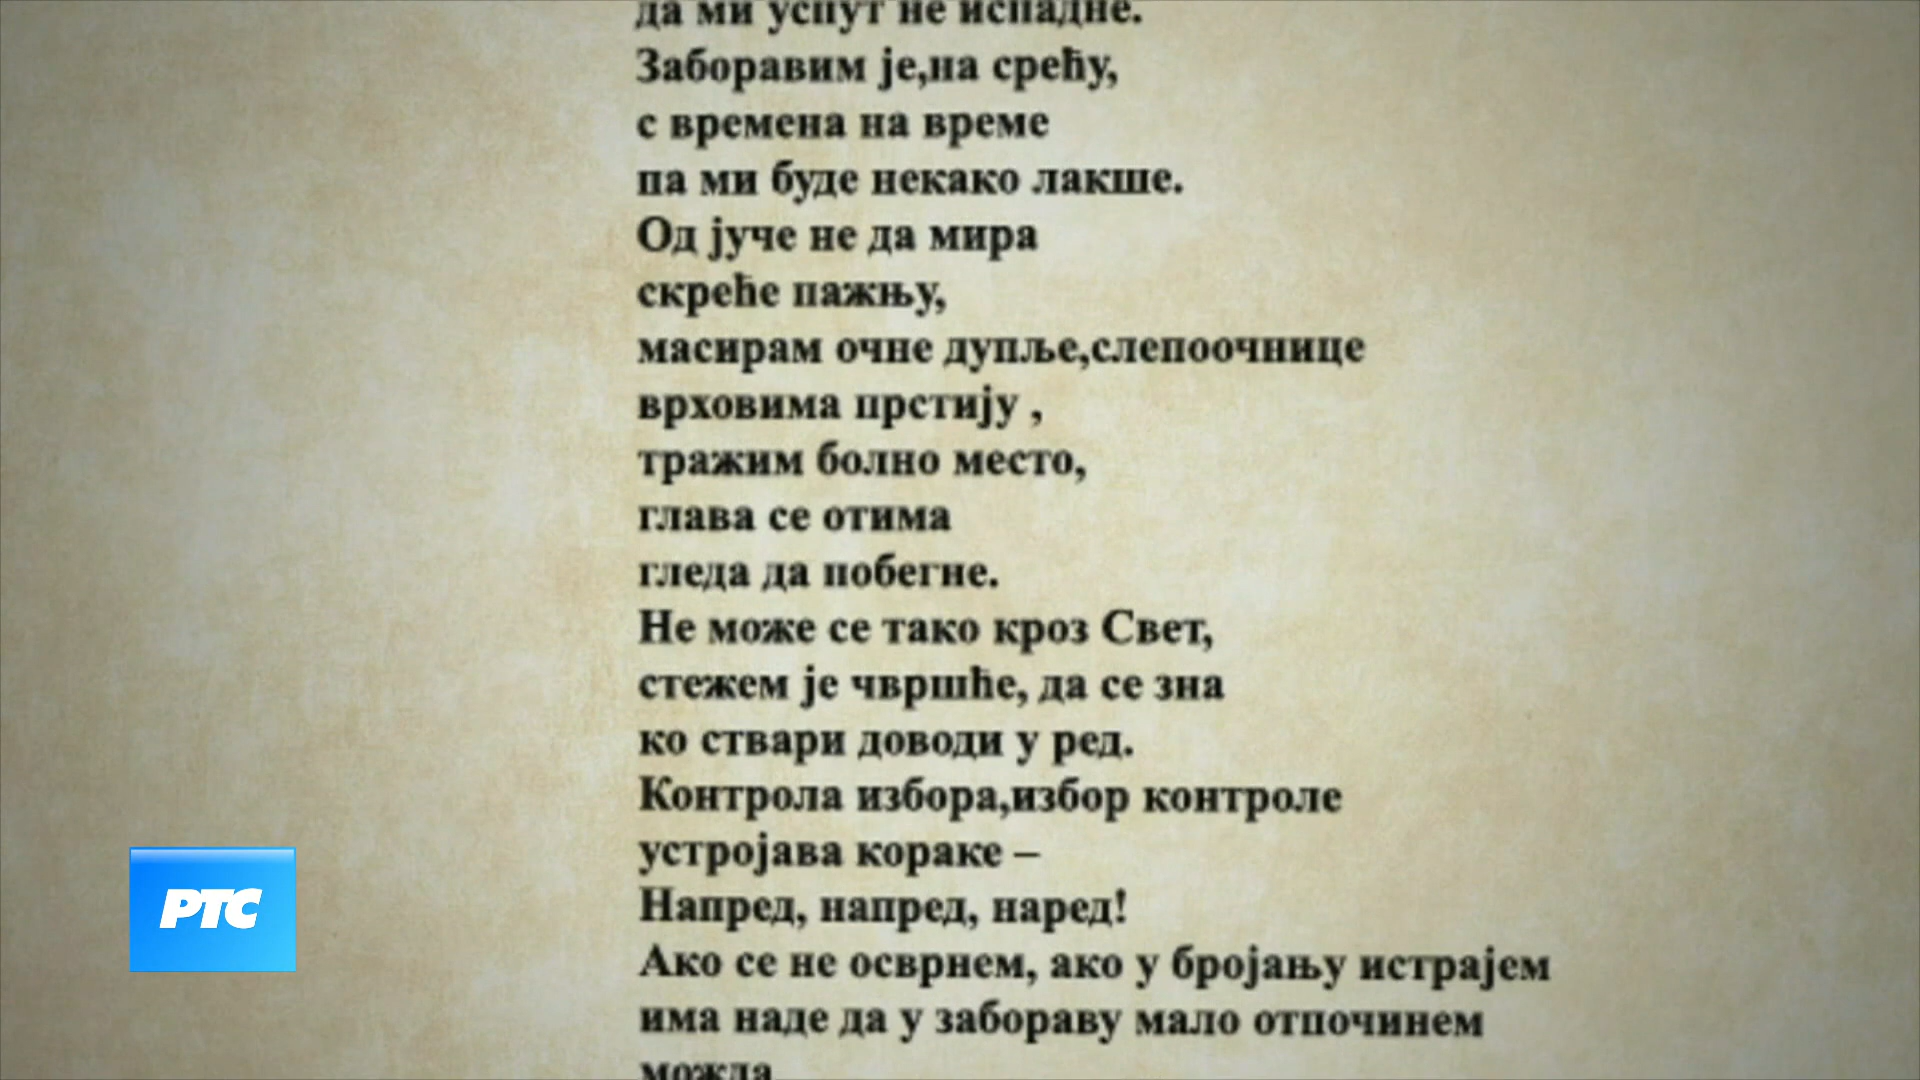 да ми успут не испадне.
Заборавим је,на срећу,
с времена на време
па ми буде некако лакше.
Од јуче не да мира
скреће пажњу,
масирам очне дупље,слепоочнице
врховима прстију ,
тражим болно место,
глава се отима
гледа да побегне.
Не може се тако кроз Свет,
стежем је чвршће, да се зна
ко ствари доводи у ред.
Контрола избора,избор контроле
устројава кораке –
Напред, напред, наред!
Ако се не осврнем, ако у бројању истрајем
има наде да у забораву мало отпочинем
можда
РТС